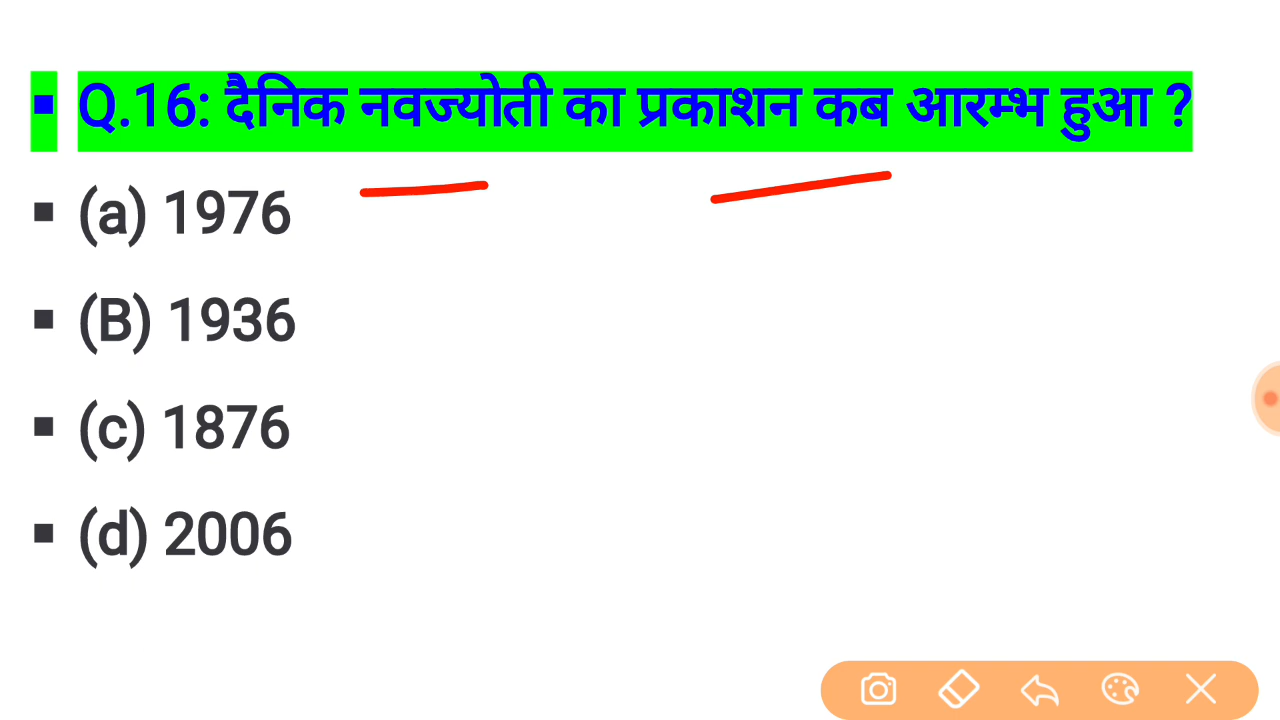 ▪ Q.16: दैनिक नवज्योती का प्रकाशन कब आरम्भ हुआ ?
▪ (a) 1976
▪ (B) 1936
▪ (c) 1876
▪ (d) 2006